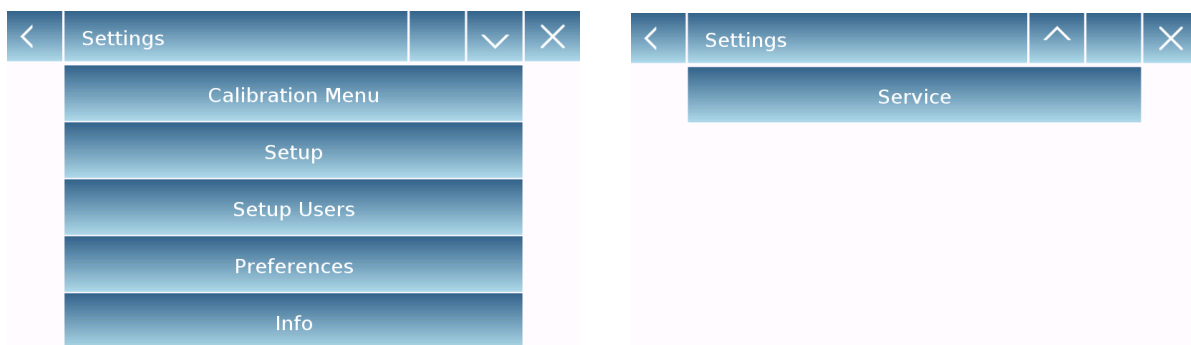 Settings
Calibration Menu
Setup
Setup Users
Preferences
Info
Settings
Service